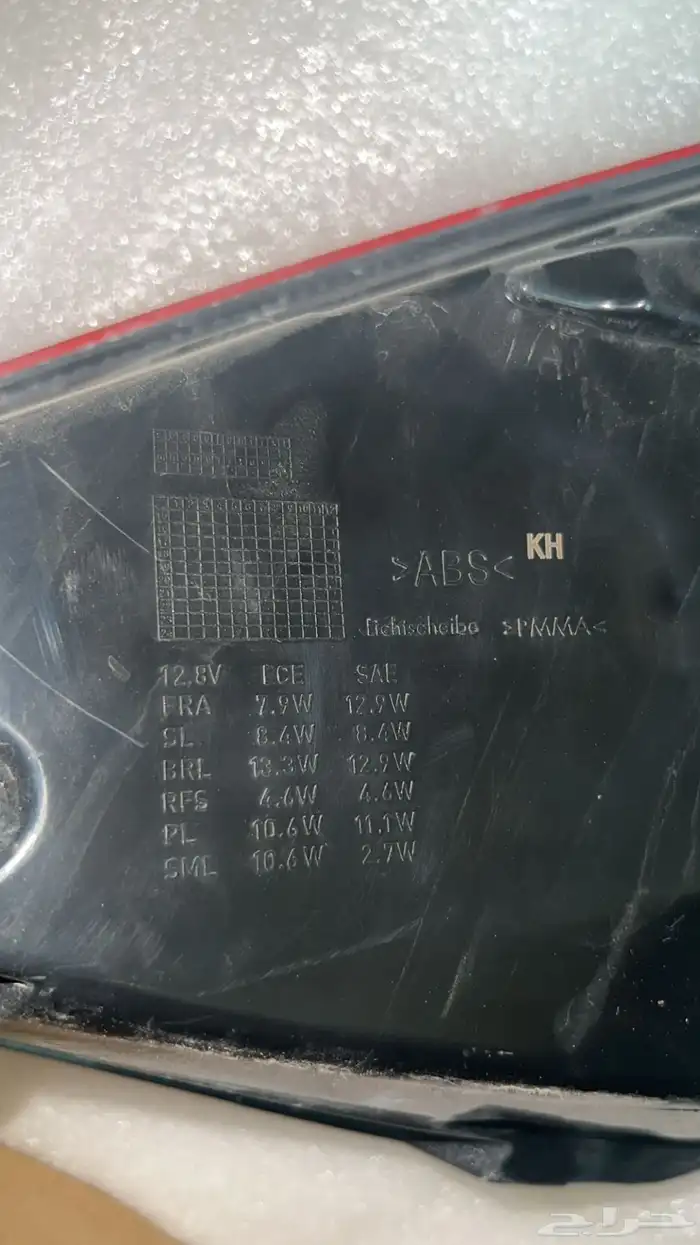 KH
>ABS<
Lichtscheibe >PMMA<
12.8V ECE SAE
FRA 7.9W 12.9W
SL 8.4W 8.4W
BRL 13.3W 12.9W
RFS 4.6W 4.6W
PL 10.6W 11.1W
SML 10.6W 2.7W
حراج